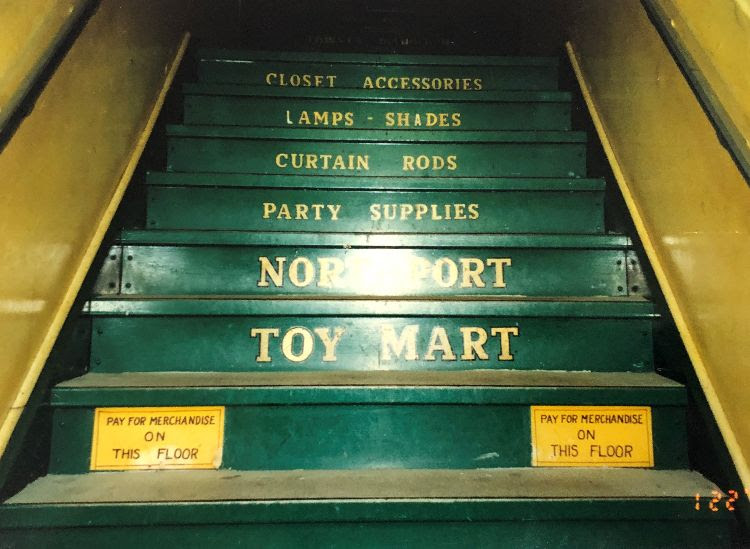 CLOSET ACCESSORIES
LAMPS - SHADES
CURTAIN RODS
PARTY SUPPLIES
NORTHPORT
TOY MART
PAY FOR MERCHANDISE
ON
THIS FLOOR
PAY FOR MERCHANDISE
ON
THIS FLOOR
1 22